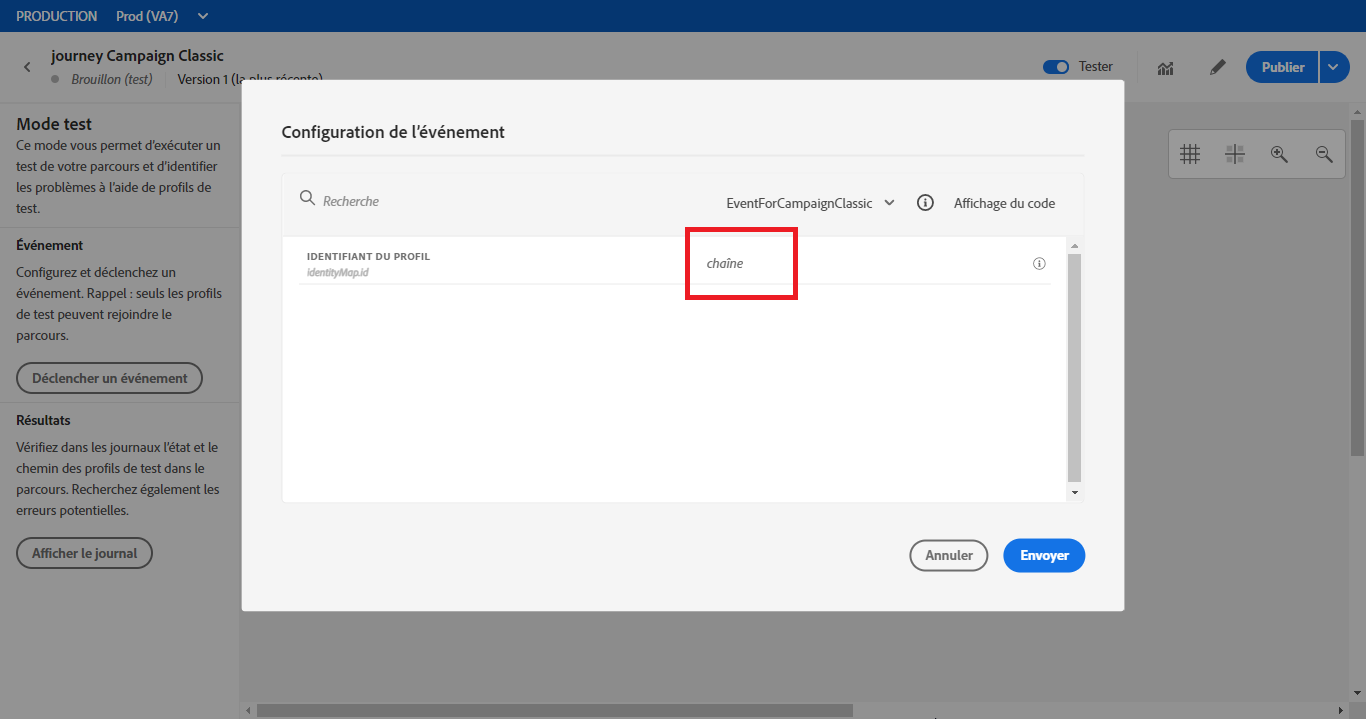 PRODUCTION Prod (VA7)
journey Campaign Classic
Brouillon (test) Version 1 (la plus récente)
Tester
Publier
Mode test
Ce mode vous permet d'exécuter un
test de votre parcours et d'identifier
les problèmes à l'aide de profils de
test.
Événement
Configurez et déclenchez un
événement. Rappel : seuls les profils
de test peuvent rejoindre le
parcours.
Déclencher un événement
Résultats
Vérifiez dans les journaux l'état et le
chemin des profils de test dans le
parcours. Recherchez également les
erreurs potentielles.
Afficher le journal
Configuration de l'événement
Recherche
EventForCampaignClassic
Affichage du code
IDENTIFIANT DU PROFIL
identityMap.id
chaîne
Annuler
Envoyer